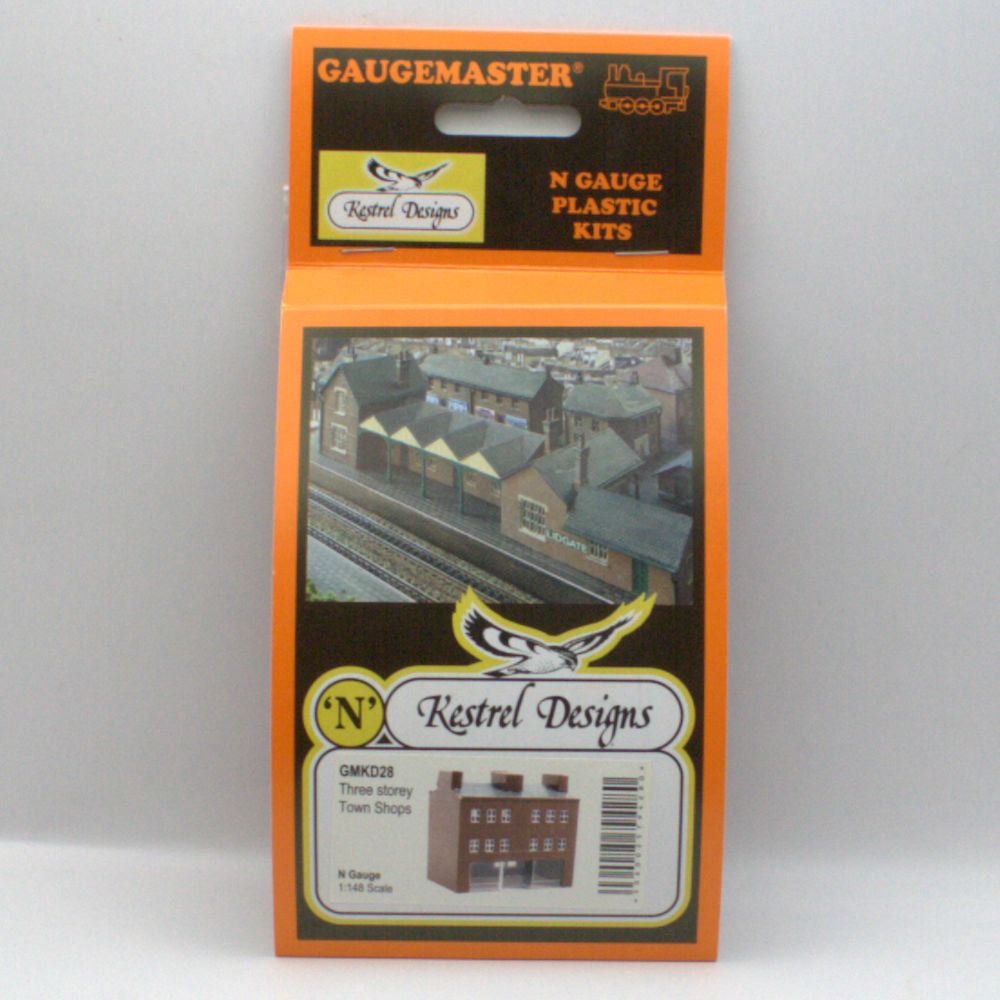 GAUGEMASTER®
Kestrel Designs
N GAUGE
PLASTIC
KITS
LIDGATE
'N'
Kestrel Designs
GMKD28
Three storey
Town Shops
N Gauge
1:148 Scale